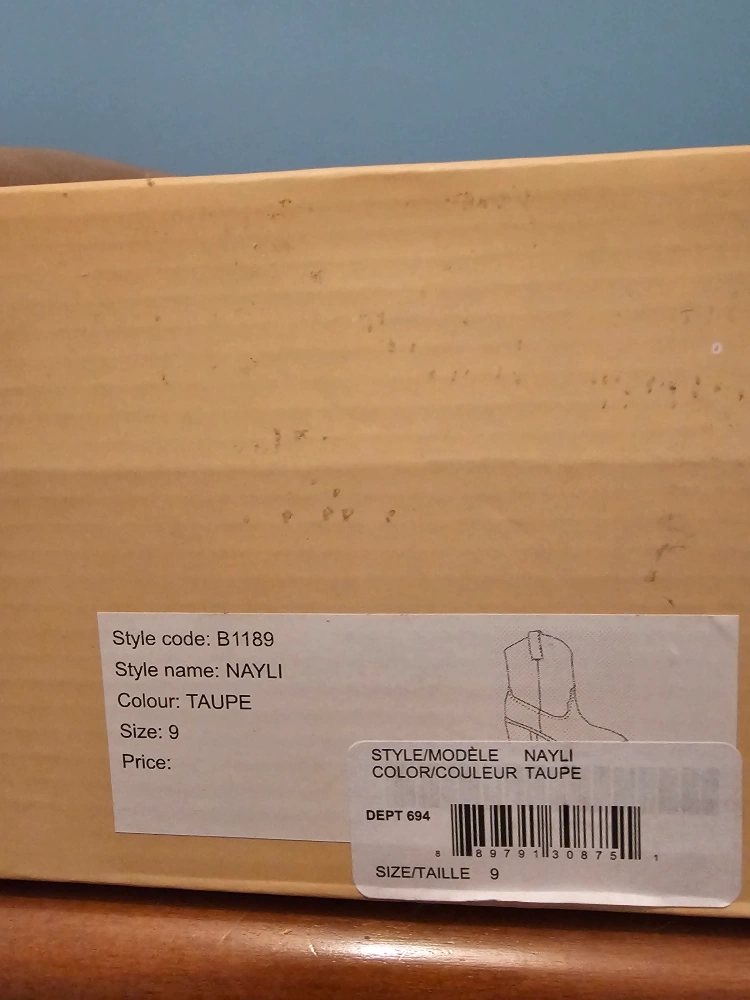 Style code: B1189
Style name: NAYLI
Colour: TAUPE
Size: 9
Price:
STYLE/MODÈLE NAYLI
COLOR/COULEUR TAUPE
DEPT 694
8 89791 30875 1
SIZE/TAILLE 9